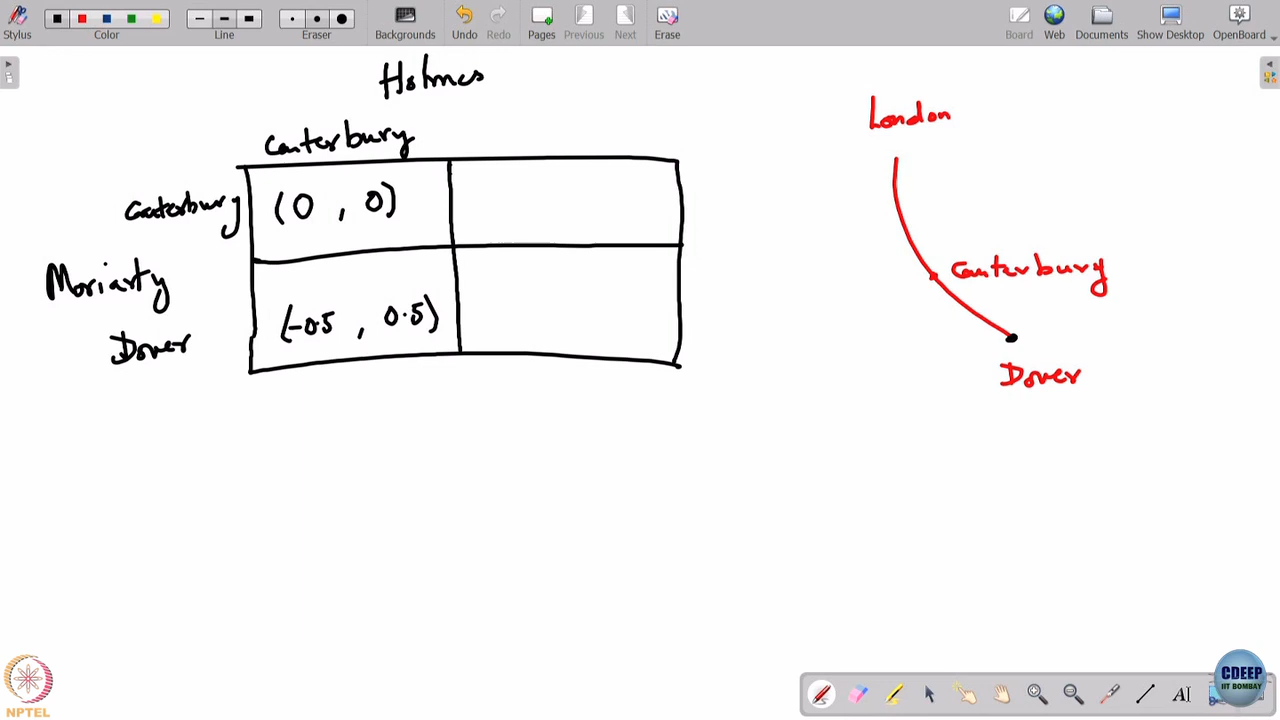 Stylus
Color
Line
Eraser
Backgrounds
Undo
Redo
Pages
Previous
Next
Erase
Board
Web
Documents
Show Desktop
OpenBoard
Holmes
London
Canterbury
Canterbury
(0 , 0)
Moriarty
Canterbury
Dover
(-0.5 , 0.5)
Dover
NPTEL
CDEEP
IIT BOMBAY